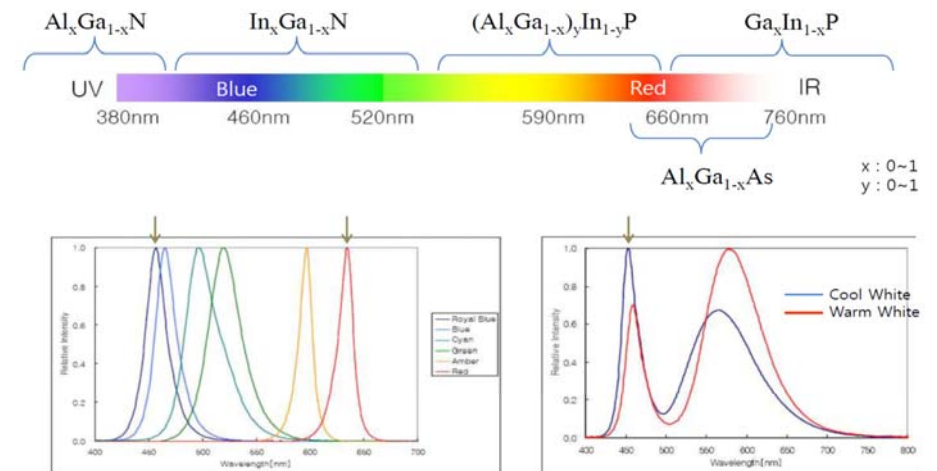 AlxGa1-xN InxGa1-xN (AlxGa1-x)yIn1-yP GaxIn1-xP
UV Blue Red IR
380nm 460nm 520nm 590nm 660nm 760nm
AlxGa1-xAs
x : 0~1
y : 0~1
1.0
0.8
0.6
0.4
0.2
0.0
Relative Intensity
400 450 500 550 600 650 700
Wavelength[nm]
Royal Blue
Blue
Cyan
Green
Amber
Red
1.0
0.8
0.6
0.4
0.2
0.0
Relative Intensity
400 450 500 550 600 650 700 750 800
Wavelength[nm]
Cool White
Warm White